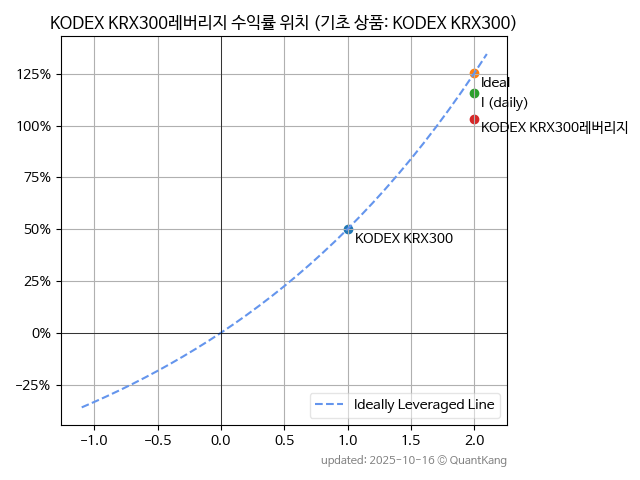 KODEX KRX300레버리지 수익률 위치 (기초 상품: KODEX KRX300)
125%
100%
75%
50%
25%
0%
−25%
Ideal
I (daily)
KODEX KRX300레버리지
KODEX KRX300
Ideally Leveraged Line
−1.0
−0.5
0.0
0.5
1.0
1.5
2.0
updated: 2025-10-16 © QuantKang